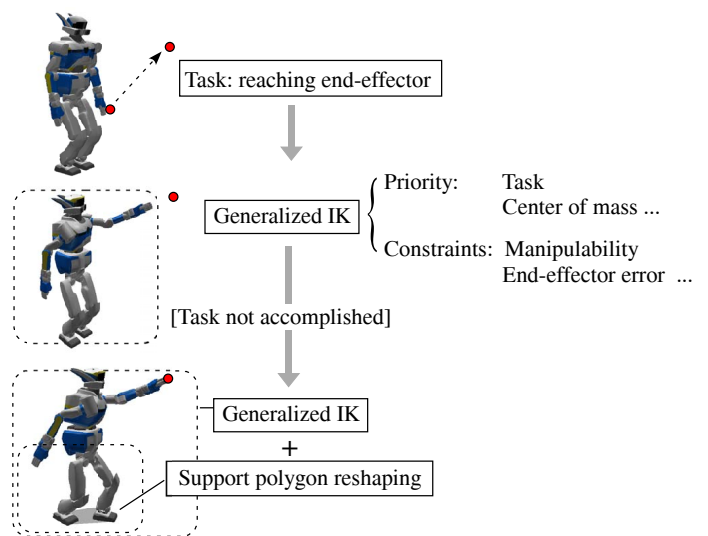 Task: reaching end-effector
Generalized IK
Priority: Task
Center of mass ...
Constraints: Manipulability
End-effector error ...
[Task not accomplished]
Generalized IK
+
Support polygon reshaping